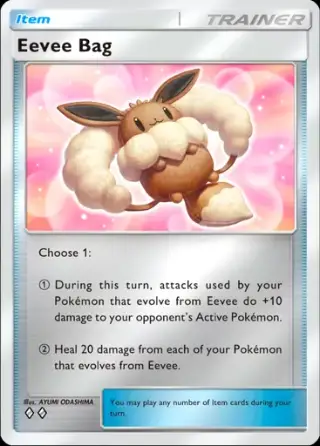 Item
TRAINER
Eevee Bag
Choose 1:
① During this turn, attacks used by your
Pokémon that evolve from Eevee do +10
damage to your opponent's Active Pokémon.
② Heal 20 damage from each of your Pokémon
that evolves from Eevee.
Illus. AYUMI ODASHIMA
You may play any number of Item cards during your
turn.